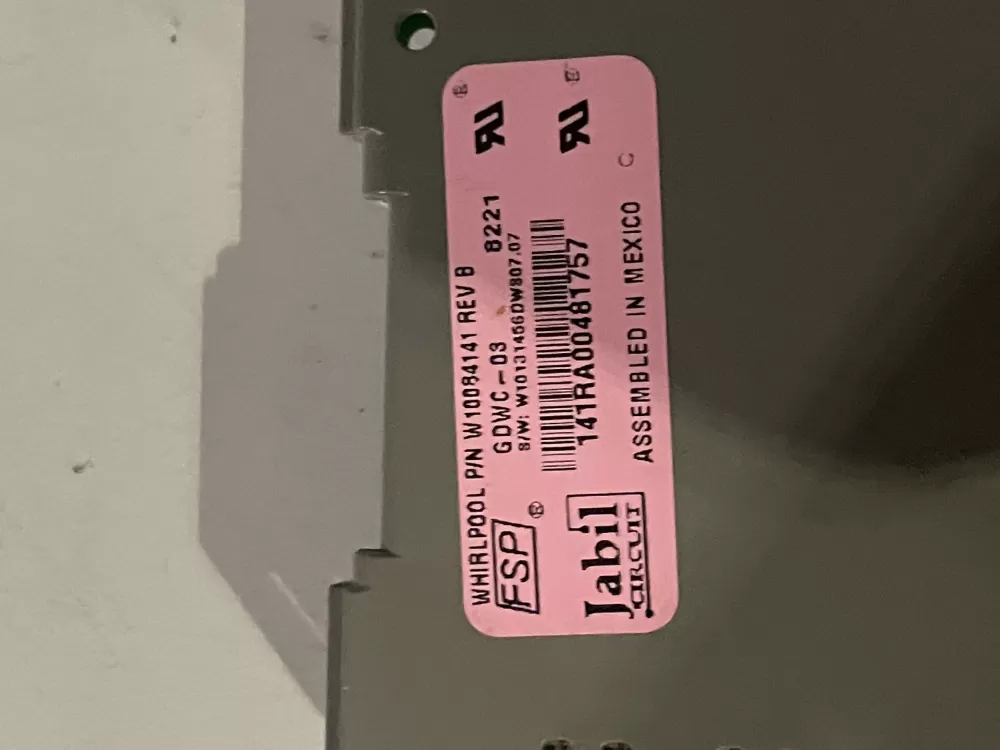 WHIRLPOOL P/N W10084141 REV B
FSP® GDWC-03 8221
S/W: W10131456DW807.07
141RA00481757
Jabil
CIRCUIT
ASSEMBLED IN MEXICO C